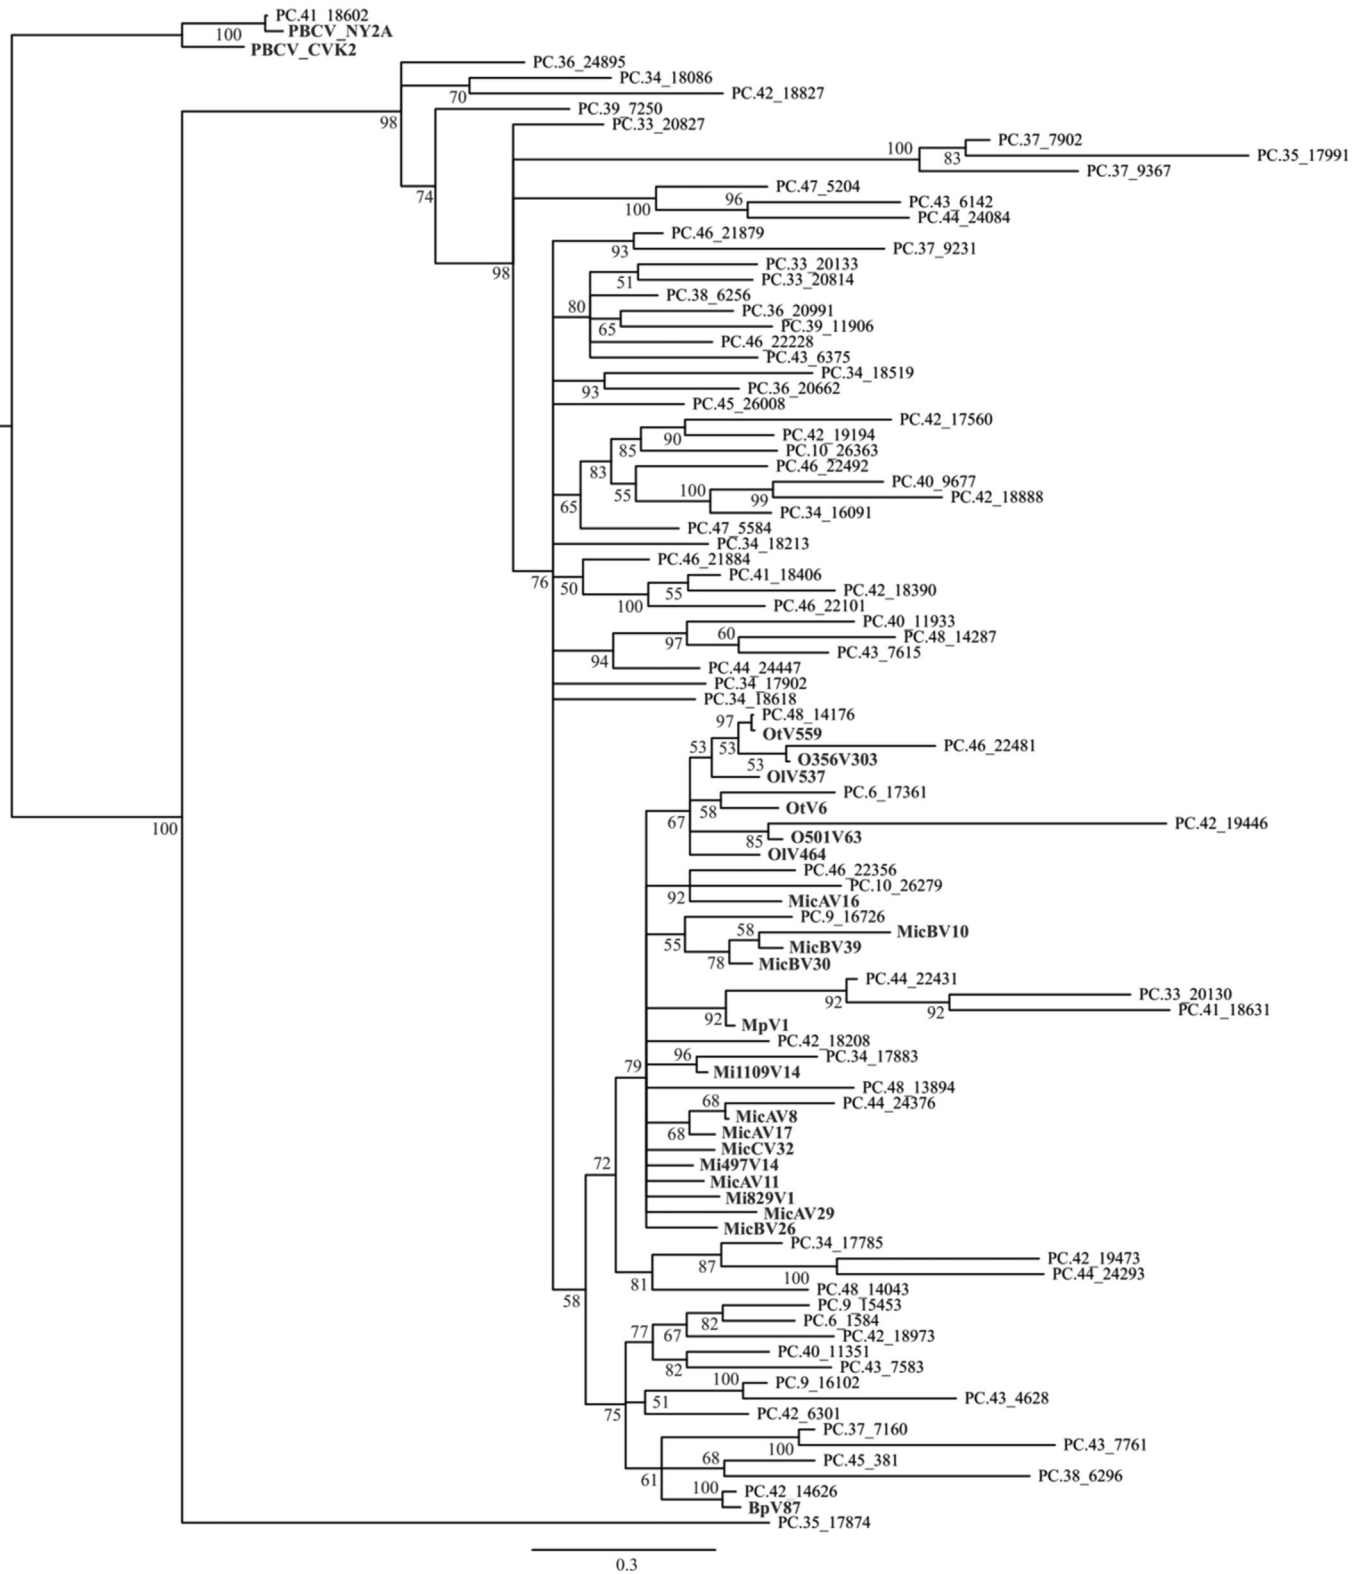 PC.41_18602
100
PBCV_NY2A
PBCV_CVK2
PC.36_24895
PC.34_18086
70
PC.42_18827
98
PC.39_7250
PC.33_20827
PC.37_7902
100
83
PC.35_17991
PC.37_9367
74
PC.47_5204
96
PC.43_6142
100
PC.44_24084
PC.46_21879
93
PC.37_9231
98
PC.33_20133
51
PC.33_20814
PC.38_6256
80
PC.36_20991
65
PC.39_11906
PC.46_22228
PC.43_6375
PC.34_18519
93
PC.36_20662
PC.45_26008
PC.42_17560
90
PC.42_19194
85
PC.10_26363
83
PC.46_22492
55
100
PC.40_9677
99
PC.42_18888
65
PC.34_16091
PC.47_5584
PC.34_18213
76
PC.46_21884
50
PC.41_18406
55
PC.42_18390
100
PC.46_22101
PC.40_11933
97
60
PC.48_14287
PC.43_7615
94
PC.44_24447
PC.34_17902
PC.34_18618
97
PC.48_14176
OtV559
53
53
PC.46_22481
53
O356V303
OlV537
PC.6_17361
58
OtV6
67
PC.42_19446
85
O501V63
OlV464
PC.46_22356
92
PC.10_26279
MicAV16
PC.9_16726
55
58
MicBV10
MicBV39
78
MicBV30
PC.44_22431
92
PC.33_20130
92
PC.41_18631
92
MpV1
PC.42_18208
79
96
PC.34_17883
Mi1109V14
PC.48_13894
68
PC.44_24376
MicAV8
68
MicAV17
MicCV32
72
Mi497V14
MicAV11
Mi829V1
MicAV29
MicBV26
PC.34_17785
87
PC.42_19473
100
PC.44_24293
81
PC.48_14043
58
PC.9_15453
82
PC.6_1584
77
67
PC.42_18973
PC.40_11351
82
PC.43_7583
100
PC.9_16102
51
PC.43_4628
75
PC.42_6301
PC.37_7160
100
PC.43_7761
68
PC.45_381
61
PC.38_6296
100
PC.42_14626
BpV87
100
PC.35_17874
0.3